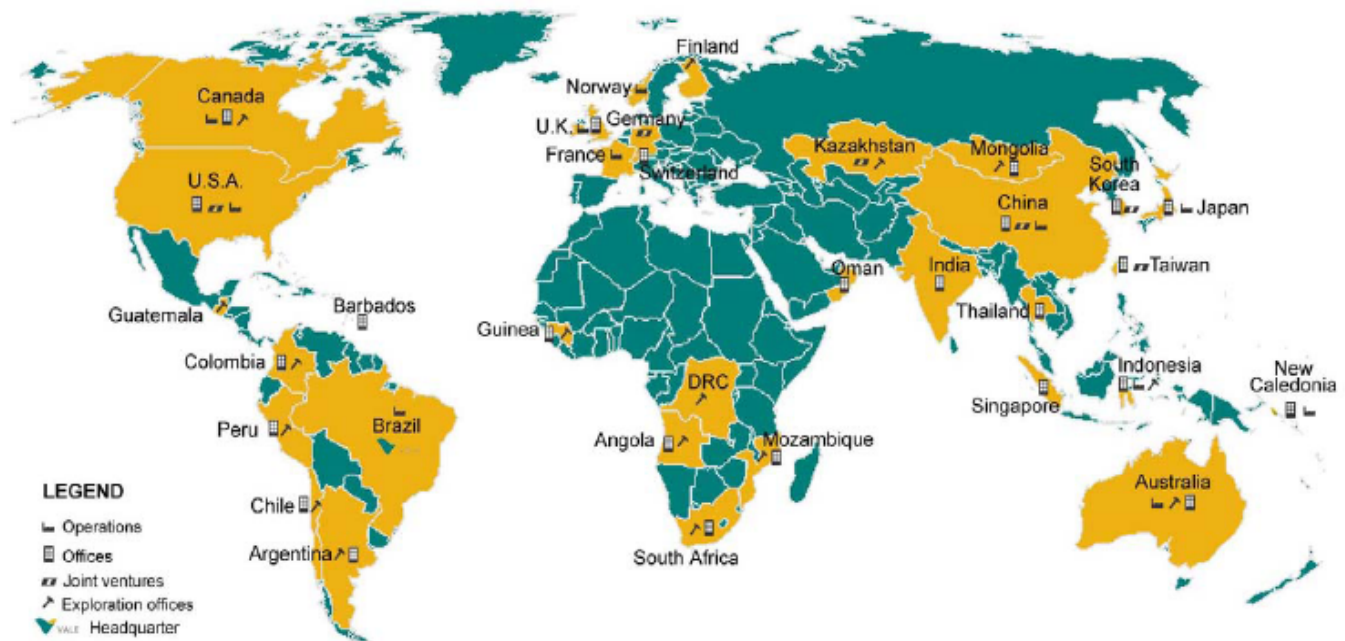 Finland
Norway
Canada
U.K.
Germany
France
Switzerland
Kazakhstan
Mongolia
South
Korea
U.S.A.
China
Japan
Taiwan
Oman
India
Guatemala
Barbados
Thailand
Guinea
Colombia
DRC
Indonesia
New
Caledonia
Singapore
Peru
Brazil
Angola
Mozambique
Australia
Chile
Argentina
South Africa
LEGEND
Operations
Offices
Joint ventures
Exploration offices
VALE Headquarter